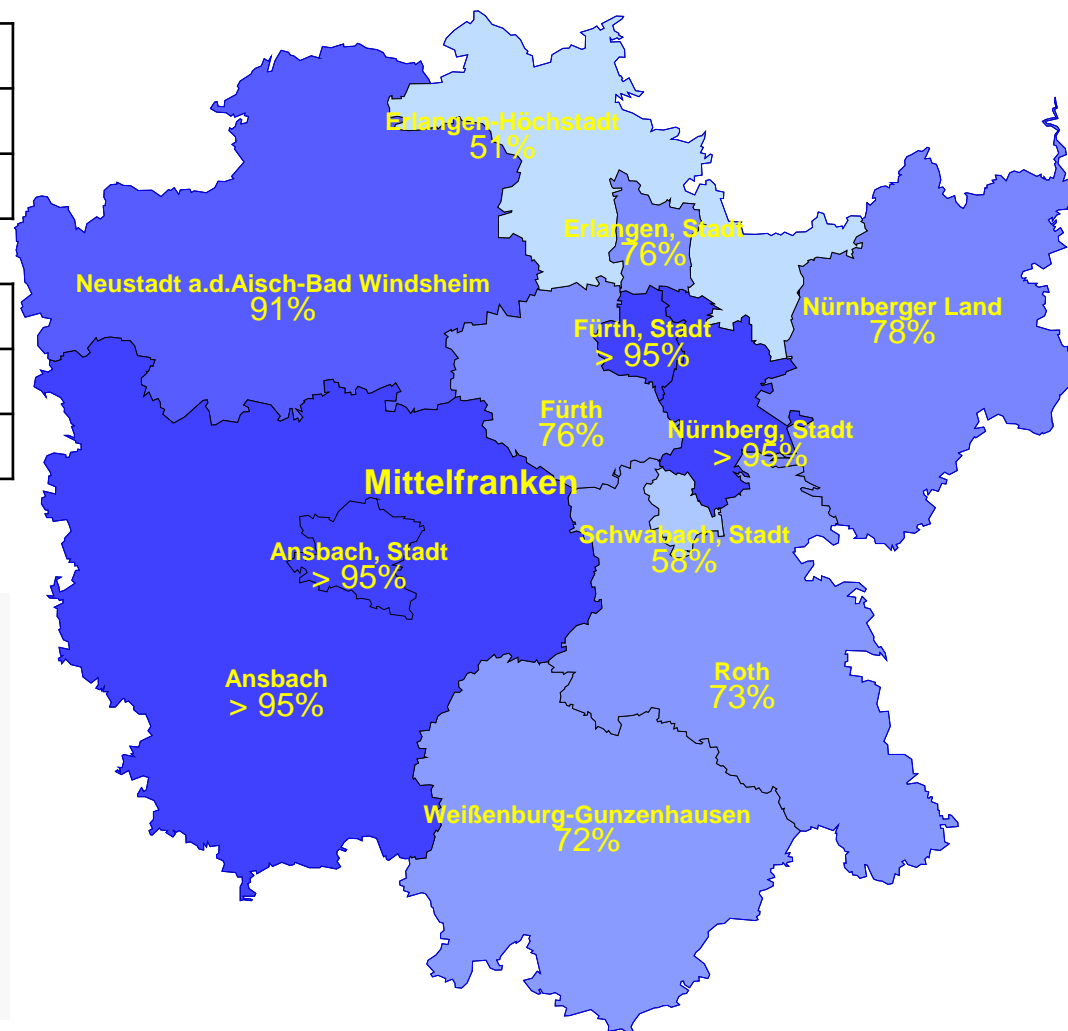 Erlangen-Höchstadt
51%
Erlangen, Stadt
76%
Neustadt a.d.Aisch-Bad Windsheim
91%
Nürnberger Land
78%
Fürth, Stadt
> 95%
Fürth
76%
Nürnberg, Stadt
> 95%
Mittelfranken
Schwabach, Stadt
58%
Ansbach, Stadt
> 95%
Ansbach
> 95%
Roth
73%
Weißenburg-Gunzenhausen
72%